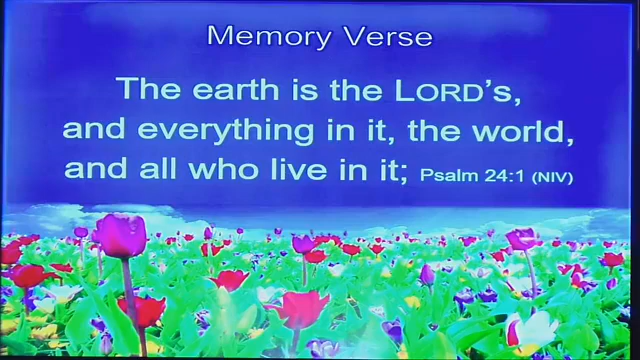 Memory Verse
The earth is the LORD's,
and everything in it, the world,
and all who live in it; Psalm 24:1 (NIV)